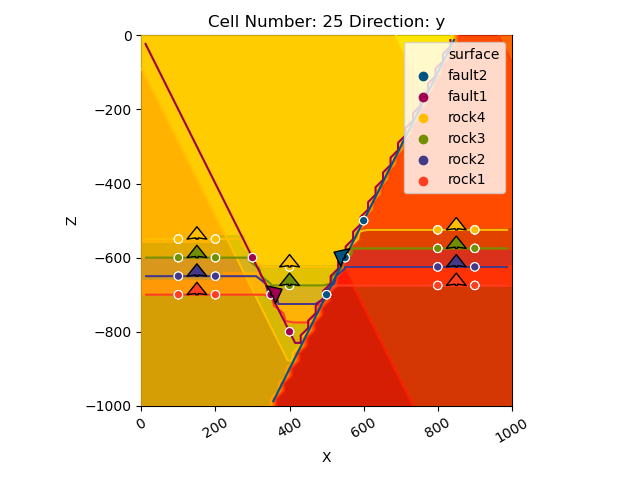 Cell Number: 25 Direction: y
surface
fault2
fault1
rock4
rock3
rock2
rock1
0
−200
−400
−600
−800
−1000
Z
0
200
400
600
800
1000
X